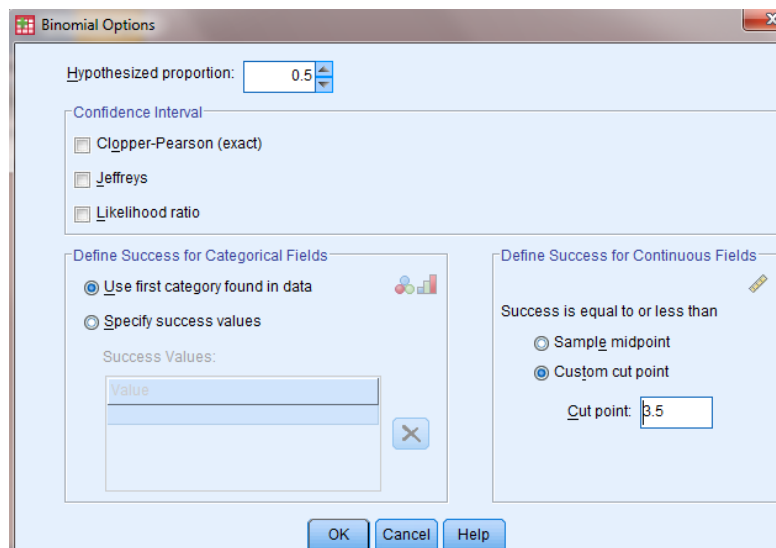 Binomial Options
Hypothesized proportion: 0.5
Confidence Interval
Clopper-Pearson (exact)
Jeffreys
Likelihood ratio
Define Success for Categorical Fields
Use first category found in data
Specify success values
Success Values:
Value
Define Success for Continuous Fields
Success is equal to or less than
Sample midpoint
Custom cut point
Cut point: 3.5
OK Cancel Help